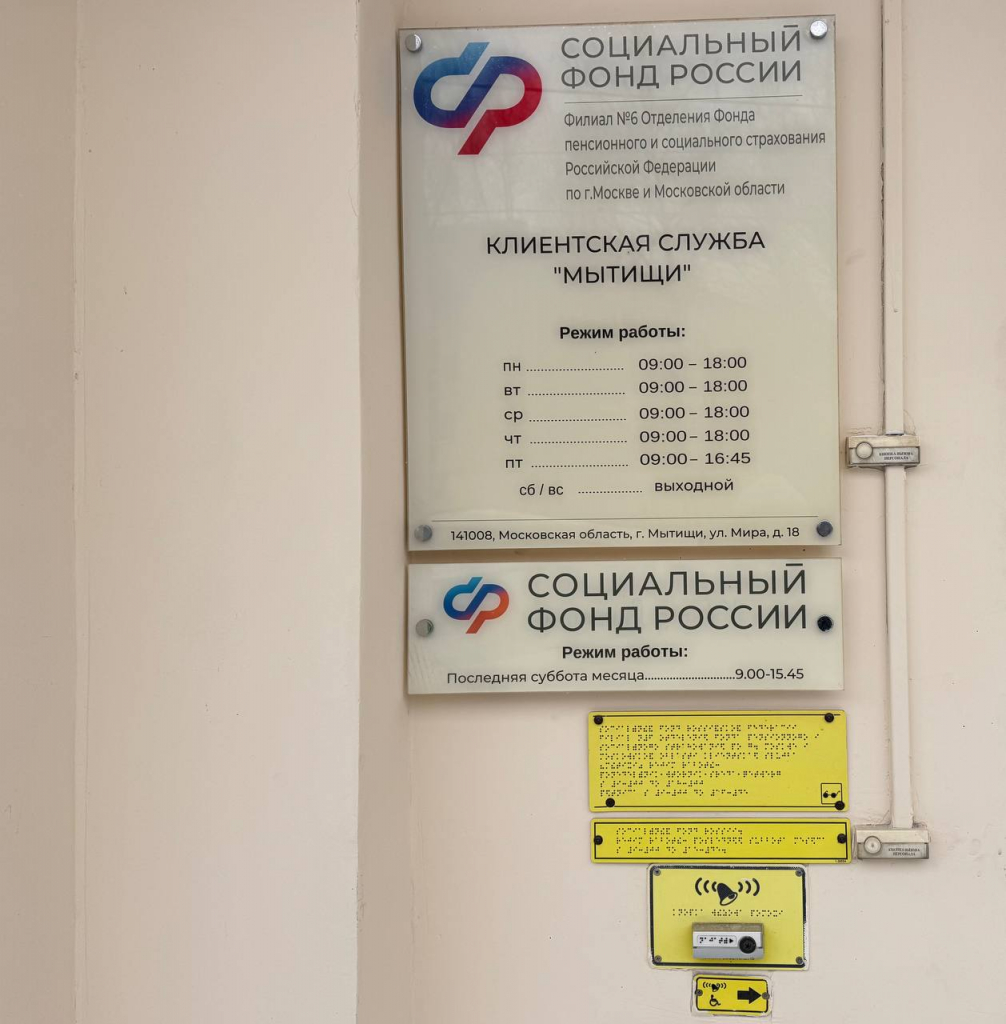 СОЦИАЛЬНЫЙ
ФОНД РОССИИ
Филиал №6 Отделения Фонда
пенсионного и социального страхования
Российской Федерации
по г.Москве и Московской области
КЛИЕНТСКАЯ СЛУЖБА
"МЫТИЩИ"
Режим работы:
пн ........................ 09:00 – 18:00
вт ........................ 09:00 – 18:00
ср ........................ 09:00 – 18:00
чт ........................ 09:00 – 18:00
пт ........................ 09:00 – 16:45
сб / вс ................ выходной
141008, Московская область, г. Мытищи, ул. Мира, д. 18
СОЦИАЛЬНЫЙ
ФОНД РОССИИ
Режим работы:
Последняя суббота месяца..............................9.00-15.45